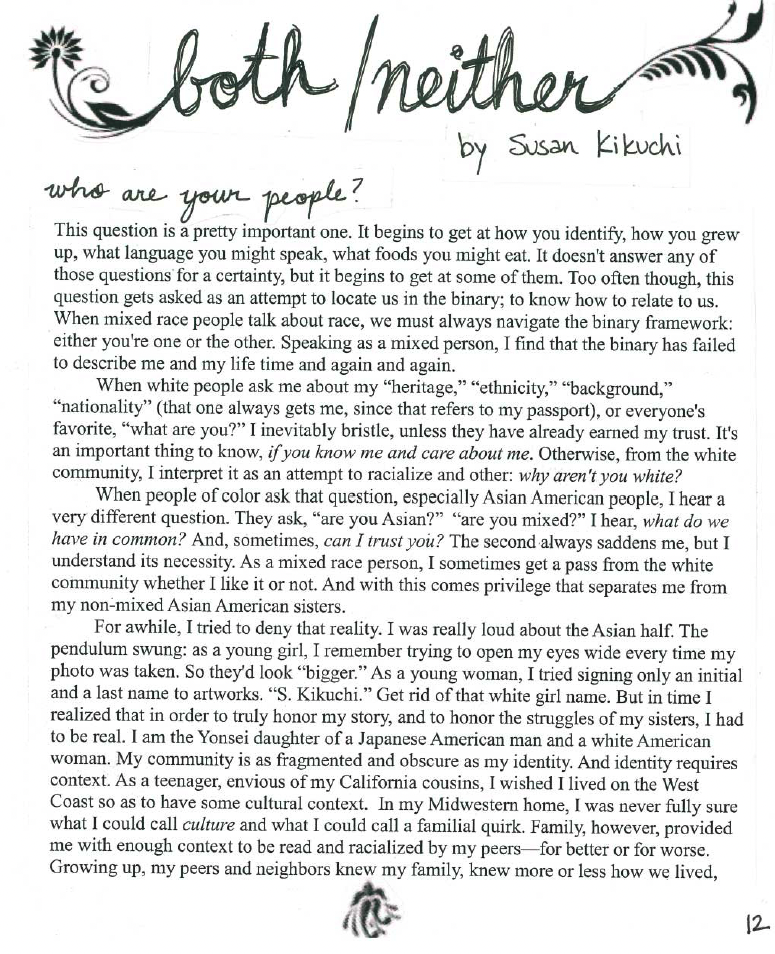 both/neither
by Susan Kikuchi
who are your people?
This question is a pretty important one. It begins to get at how you identify, how you grew
up, what language you might speak, what foods you might eat. It doesn't answer any of
those questions for a certainty, but it begins to get at some of them. Too often though, this
question gets asked as an attempt to locate us in the binary; to know how to relate to us.
When mixed race people talk about race, we must always navigate the binary framework:
either you're one or the other. Speaking as a mixed person, I find that the binary has failed
to describe me and my life time and again and again.
When white people ask me about my “heritage,” “ethnicity,” “background,”
“nationality” (that one always gets me, since that refers to my passport), or everyone's
favorite, “what are you?” I inevitably bristle, unless they have already earned my trust. It's
an important thing to know, if you know me and care about me. Otherwise, from the white
community, I interpret it as an attempt to racialize and other: why aren't you white?
When people of color ask that question, especially Asian American people, I hear a
very different question. They ask, “are you Asian?” “are you mixed?” I hear, what do we
have in common? And, sometimes, can I trust you? The second always saddens me, but I
understand its necessity. As a mixed race person, I sometimes get a pass from the white
community whether I like it or not. And with this comes privilege that separates me from
my non-mixed Asian American sisters.
For awhile, I tried to deny that reality. I was really loud about the Asian half. The
pendulum swung: as a young girl, I remember trying to open my eyes wide every time my
photo was taken. So they'd look “bigger.” As a young woman, I tried signing only an initial
and a last name to artworks. “S. Kikuchi.” Get rid of that white girl name. But in time I
realized that in order to truly honor my story, and to honor the struggles of my sisters, I had
to be real. I am the Yonsei daughter of a Japanese American man and a white American
woman. My community is as fragmented and obscure as my identity. And identity requires
context. As a teenager, envious of my California cousins, I wished I lived on the West
Coast so as to have some cultural context.  In my Midwestern home, I was never fully sure
what I could call culture and what I could call a familial quirk. Family, however, provided
me with enough context to be read and racialized by my peers—for better or for worse.
Growing up, my peers and neighbors knew my family, knew more or less how we lived,
12